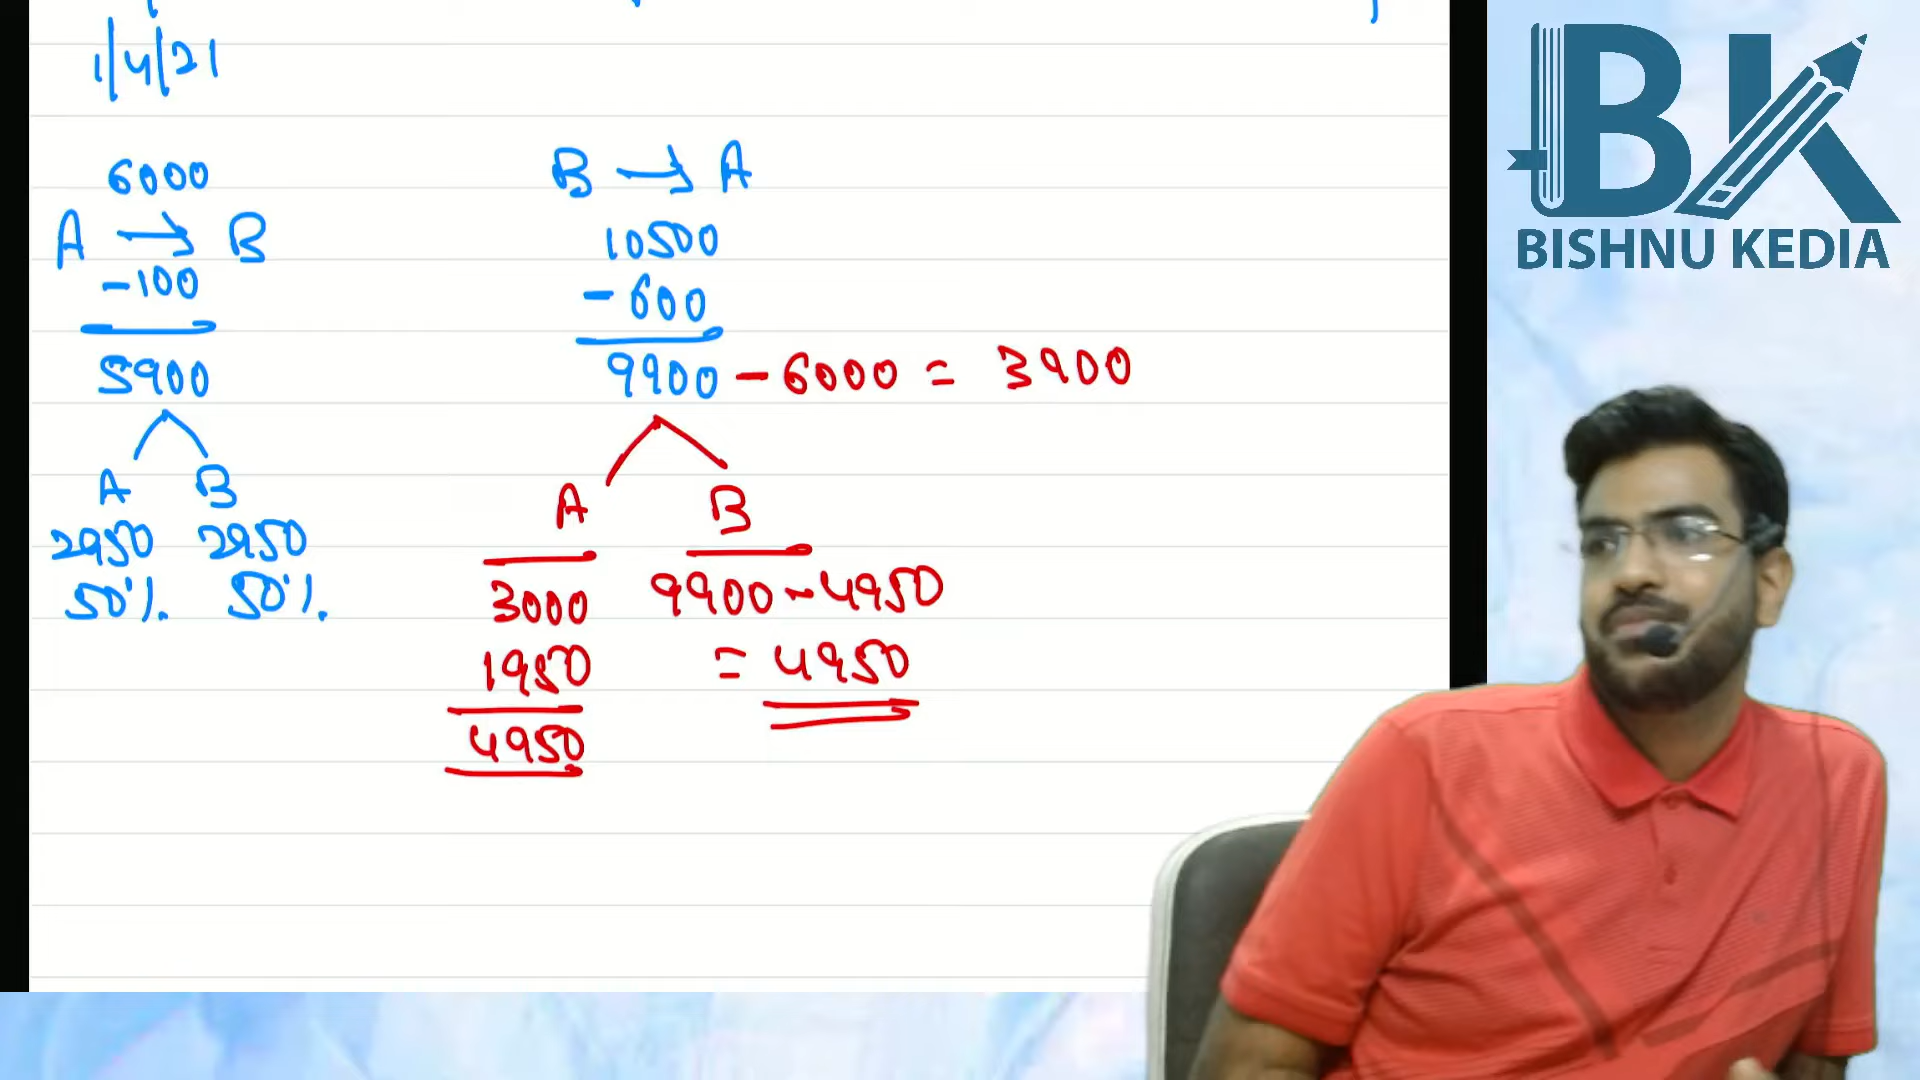 1/4/21
6000
A → B
-100
5900
A B
2950 2950
50% 50%
B → A
10500
- 600
9900 - 6000 = 3900
A B
3000 9900-4950
1950 = 4950
4950
BK
BISHNU KEDIA